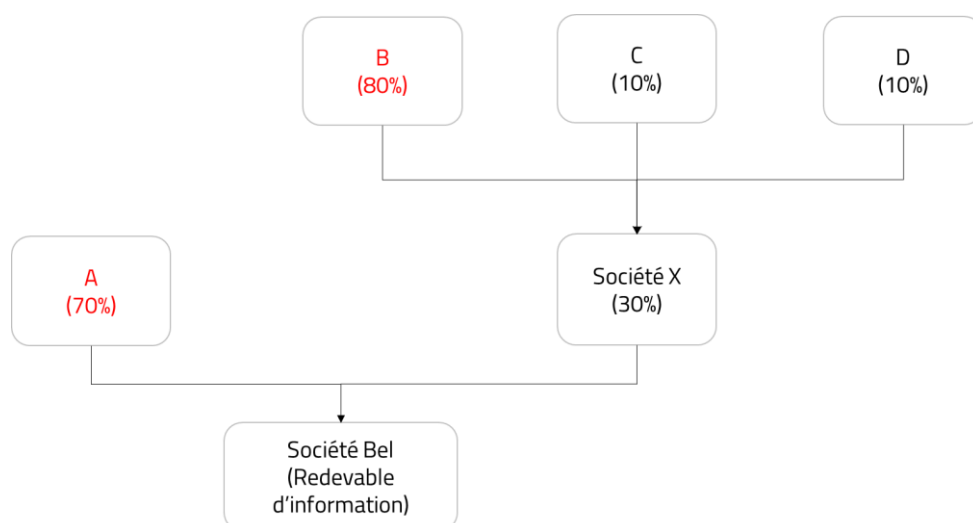 B
(80%)
C
(10%)
D
(10%)
A
(70%)
Société X
(30%)
Société Bel
(Redevable
d'information)